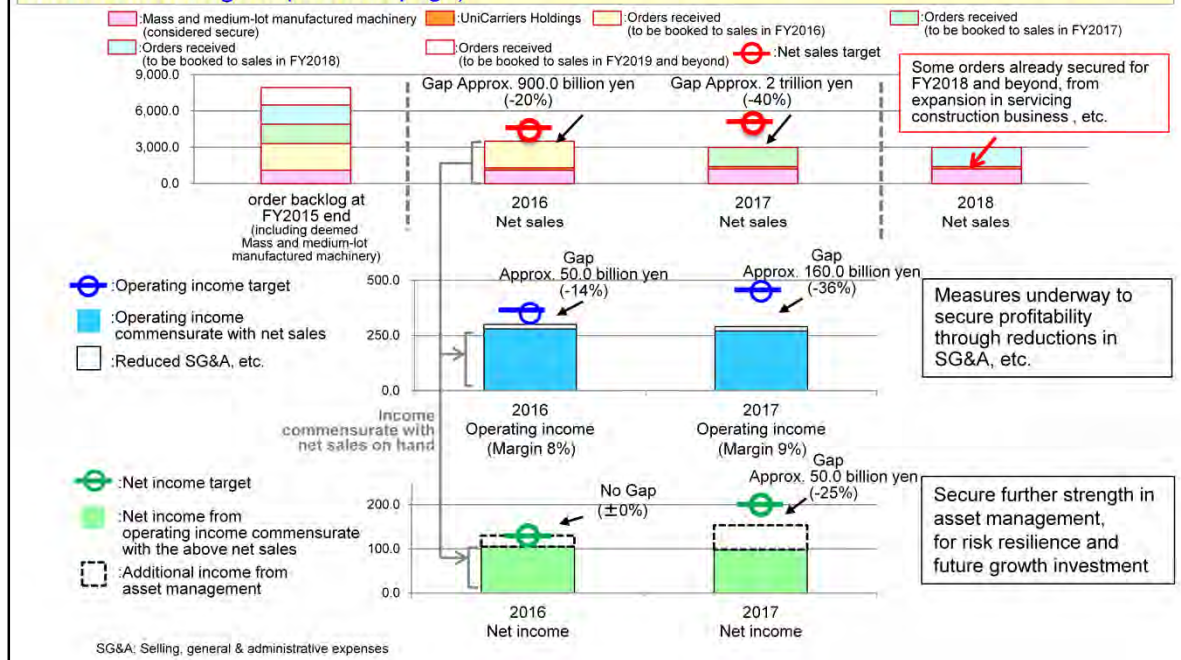 :Mass and medium-lot manufactured machinery
(considered secure)
:UniCarriers Holdings
:Orders received
(to be booked to sales in FY2016)
:Orders received
(to be booked to sales in FY2017)
:Orders received
(to be booked to sales in FY2018)
:Orders received
(to be booked to sales in FY2019 and beyond)
:Net sales target
9,000.0
6,000.0
3,000.0
0.0
Gap Approx. 900.0 billion yen
(-20%)
Gap Approx. 2 trillion yen
(-40%)
Some orders already secured for
FY2018 and beyond, from
expansion in servicing
construction business , etc.
order backlog at
FY2015 end
(including deemed
Mass and medium-lot
manufactured machinery)
2016
Net sales
2017
Net sales
2018
Net sales
:Operating income target
:Operating income
commensurate with net sales
:Reduced SG&A, etc.
500.0
250.0
0.0
Gap
Approx. 50.0 billion yen
(-14%)
Gap
Approx. 160.0 billion yen
(-36%)
Measures underway to
secure profitability
through reductions in
SG&A, etc.
2016
Operating income
(Margin 8%)
2017
Operating income
(Margin 9%)
Income
commensurate with
net sales on hand
:Net income target
:Net income from
operating income commensurate
with the above net sales
:Additional income from
asset management
200.0
100.0
0.0
No Gap
(±0%)
Gap
Approx. 50.0 billion yen
(-25%)
Secure further strength in
asset management,
for risk resilience and
future growth investment
2016
Net income
2017
Net income
SG&A: Selling, general & administrative expenses